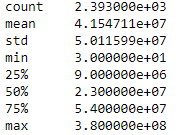 count 2.393000e+03
mean 4.154711e+07
std 5.011599e+07
min 3.000000e+01
25% 9.000000e+06
50% 2.300000e+07
75% 5.400000e+07
max 3.800000e+08